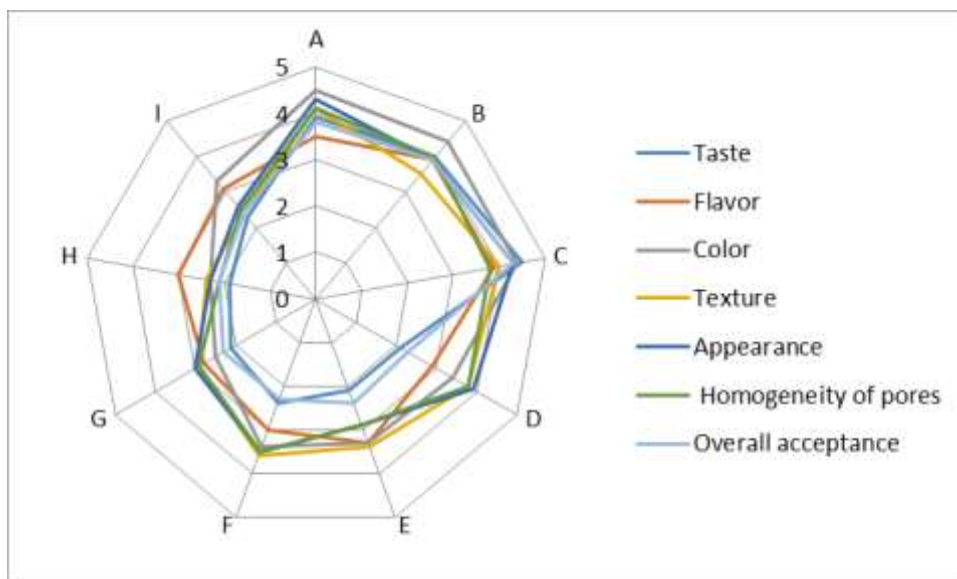 A
B
C
D
E
F
G
H
I
5
4
3
2
1
0
Taste
Flavor
Color
Texture
Appearance
Homogeneity of pores
Overall acceptance